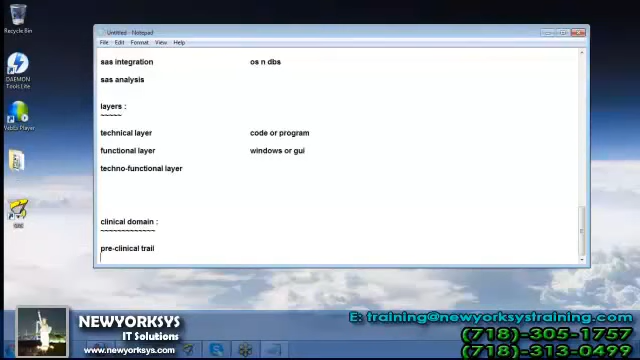 Recycle Bin
DAEMON
Tools Lite
WebEx Player
Untitled - Notepad
File Edit Format View Help
sas integration os n dbs
sas analysis
layers :
~~~~~
technical layer code or program
functional layer windows or gui
techno-functional layer
clinical domain :
~~~~~~~~~~~~~
pre-clinical trail
NEWYORKSYS
IT Solutions
www.newyorksys.com
E: training@newyorksystraining.com
(718)-305-1757
(718)-313-0499